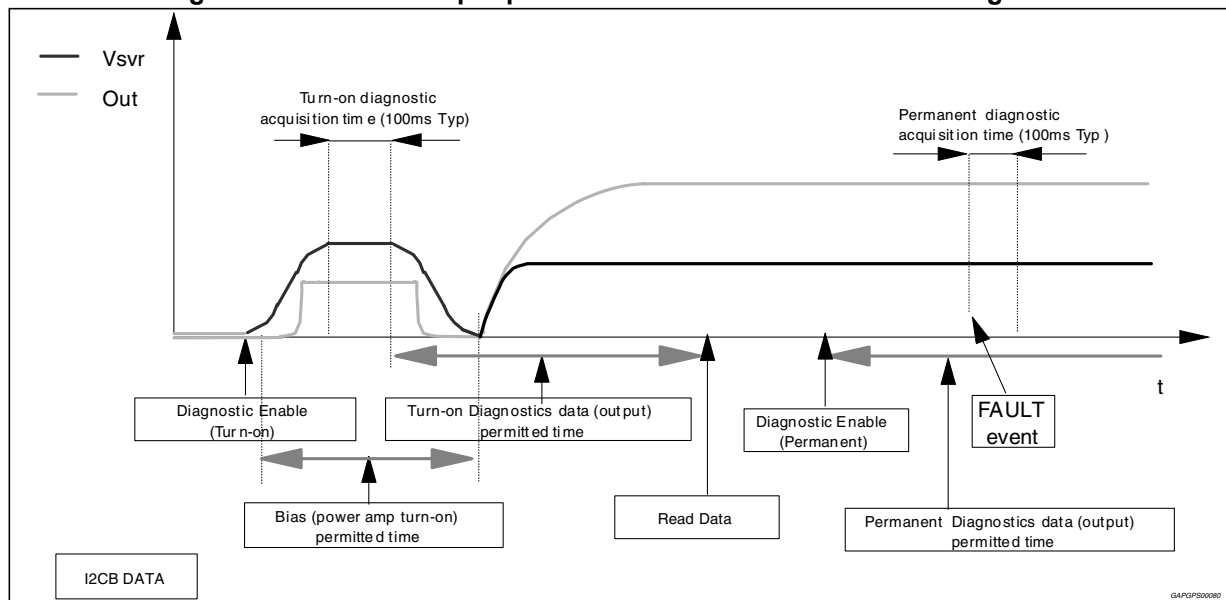 Vsvr
Out
Turn-on diagnostic
acquisition time (100ms Typ)
Permanent diagnostic
acquisition time (100ms Typ )
t
Diagnostic Enable
(Turn-on)
Turn-on Diagnostics data (output)
permitted time
Diagnostic Enable
(Permanent)
FAULT
event
Bias (power amp turn-on)
permitted time
Read Data
Permanent Diagnostics data (output)
permitted time
I2CB DATA
GAPGPS00080